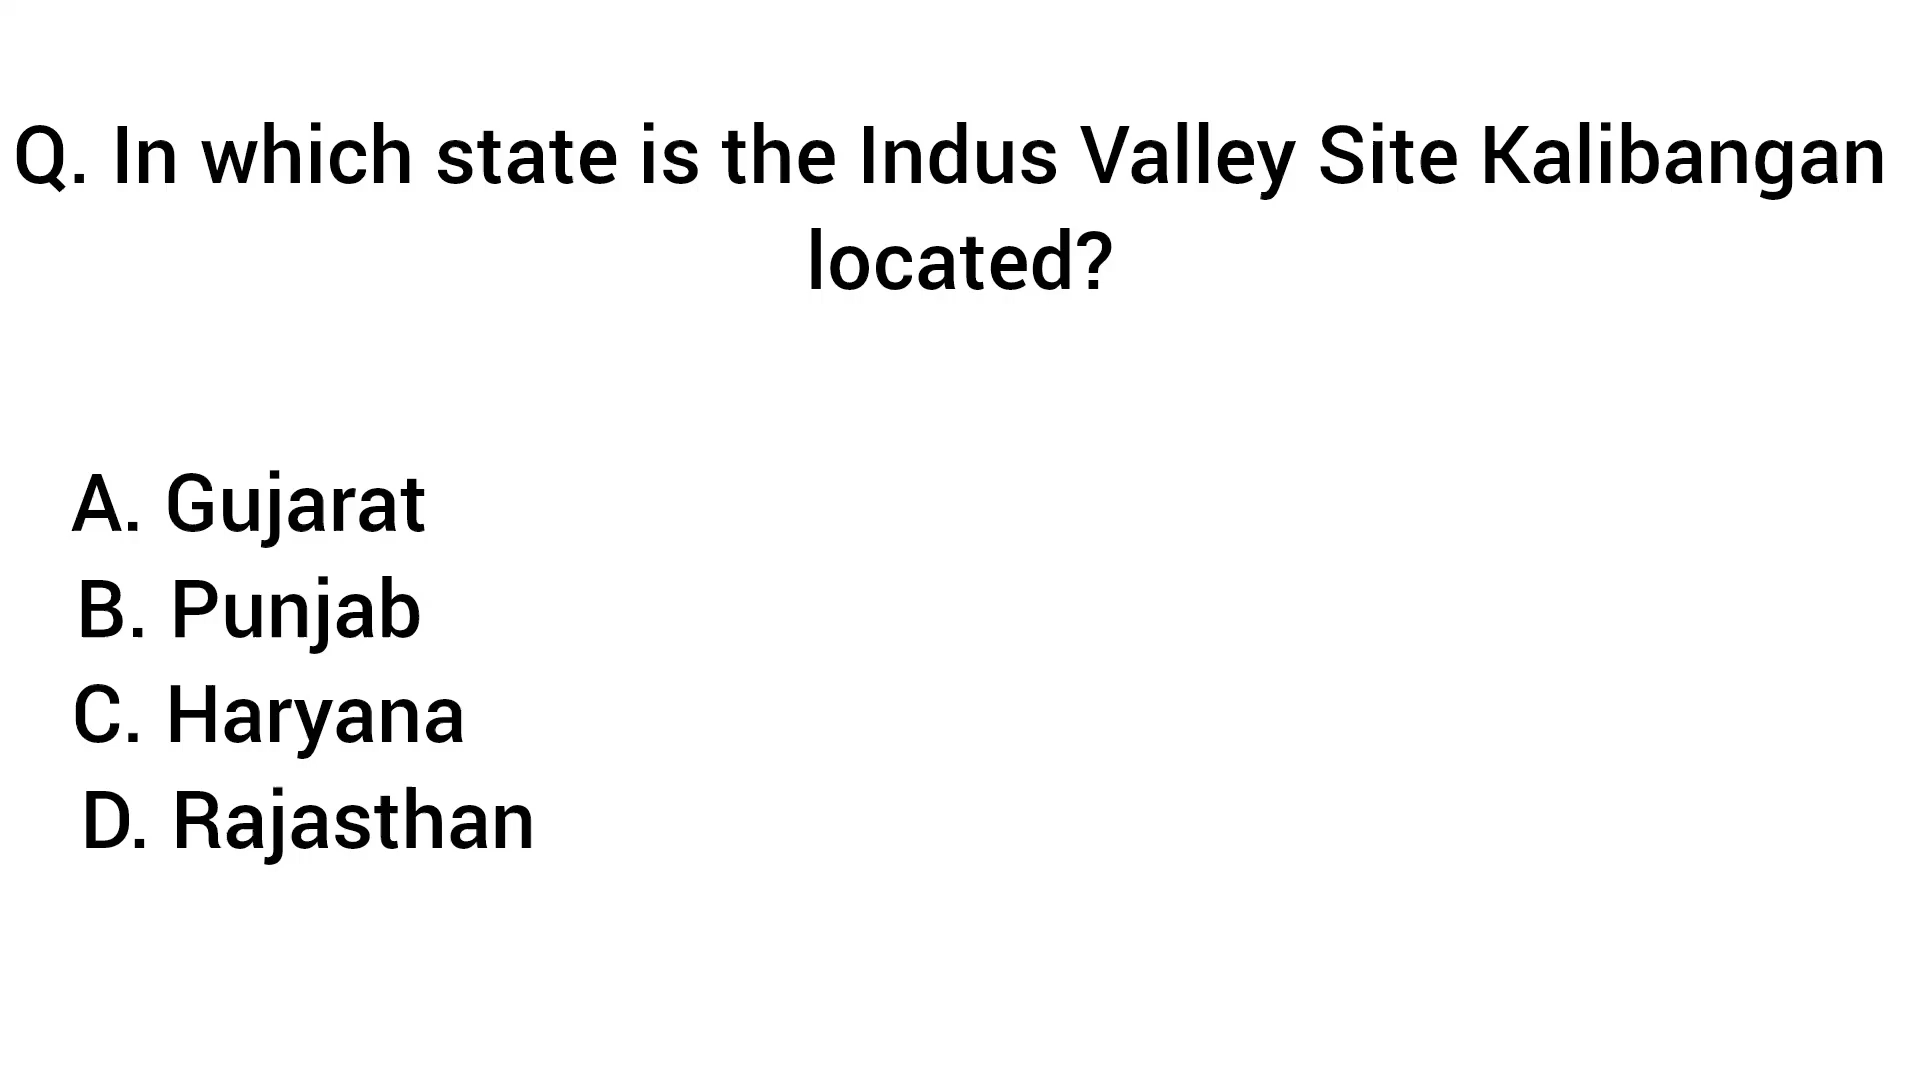 Q. In which state is the Indus Valley Site Kalibangan
located?
A. Gujarat
B. Punjab
C. Haryana
D. Rajasthan